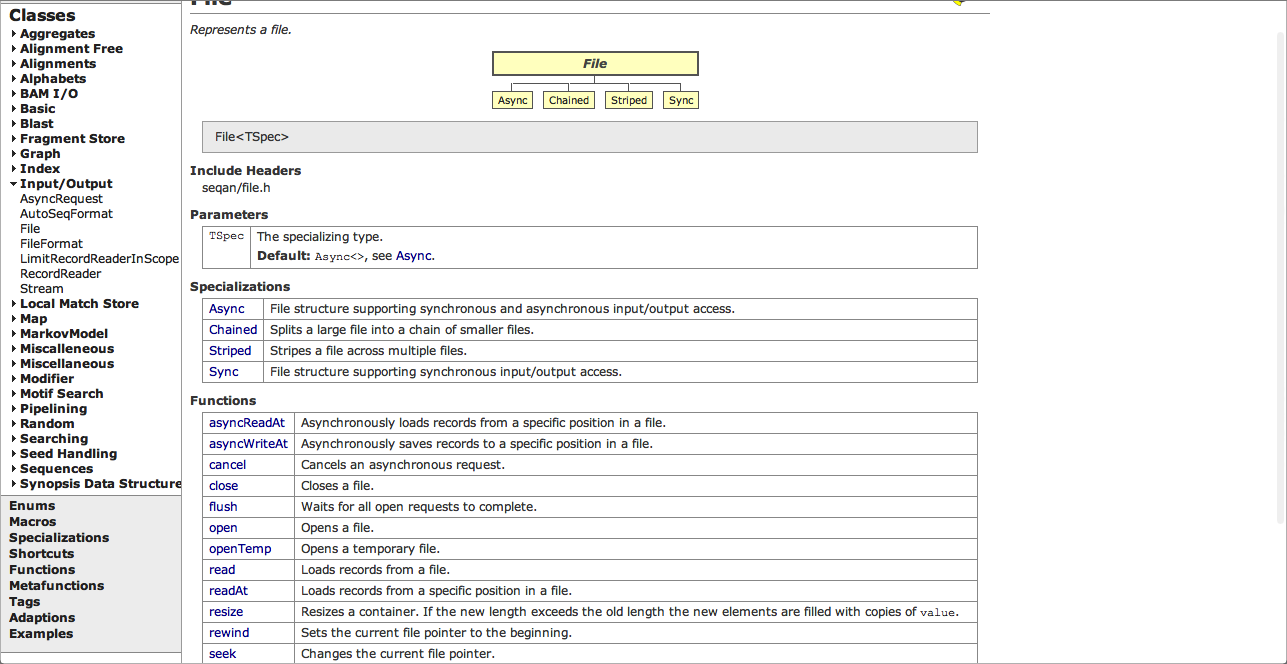 Classes
Aggregates
Alignment Free
Alignments
Alphabets
BAM I/O
Basic
Blast
Fragment Store
Graph
Index
Input/Output
AsyncRequest
AutoSeqFormat
File
FileFormat
LimitRecordReaderInScope
RecordReader
Stream
Local Match Store
Map
MarkovModel
Miscalleneous
Miscellaneous
Modifier
Motif Search
Pipelining
Random
Searching
Seed Handling
Sequences
Synopsis Data Structure
Enums
Macros
Specializations
Shortcuts
Functions
Metafunctions
Tags
Adaptions
Examples
File
Represents a file.
File
Async Chained Striped Sync
File<TSpec>
Include Headers
seqan/file.h
Parameters
TSpec The specializing type.
Default: Async<>, see Async.
Specializations
Async File structure supporting synchronous and asynchronous input/output access.
Chained Splits a large file into a chain of smaller files.
Striped Stripes a file across multiple files.
Sync File structure supporting synchronous input/output access.
Functions
asyncReadAt Asynchronously loads records from a specific position in a file.
asyncWriteAt Asynchronously saves records to a specific position in a file.
cancel Cancels an asynchronous request.
close Closes a file.
flush Waits for all open requests to complete.
open Opens a file.
openTemp Opens a temporary file.
read Loads records from a file.
readAt Loads records from a specific position in a file.
resize Resizes a container. If the new length exceeds the old length the new elements are filled with copies of value.
rewind Sets the current file pointer to the beginning.
seek Changes the current file pointer.